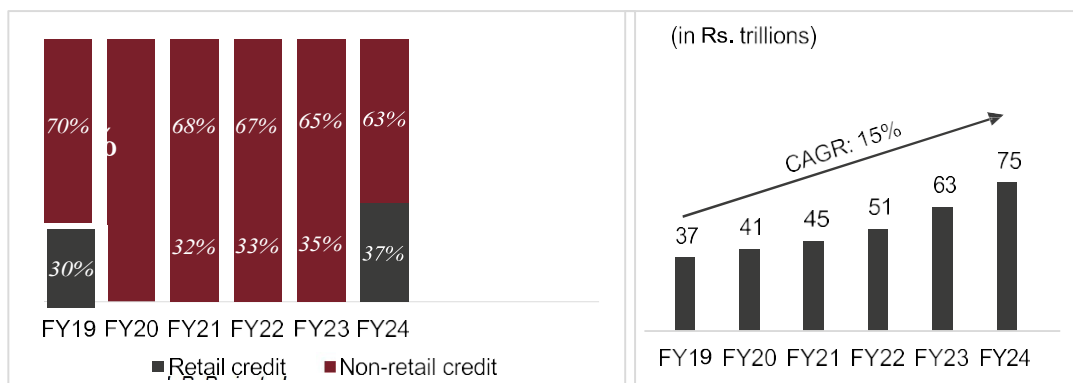 70%
68%
67%
65%
63%
%
30%
32%
33%
35%
37%
FY19 FY20 FY21 FY22 FY23 FY24
Retail credit Non-retail credit
(in Rs. trillions)
CAGR: 15%
37 41 45 51 63 75
FY19 FY20 FY21 FY22 FY23 FY24